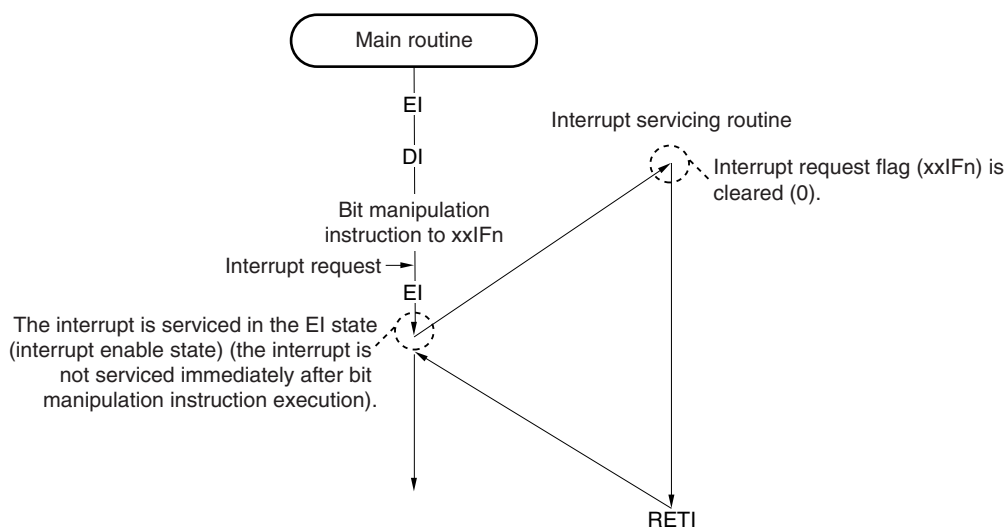 Main routine
EI
Interrupt servicing routine
DI
Interrupt request flag (xxIFn) is
cleared (0).
Bit manipulation
instruction to xxIFn
Interrupt request
EI
The interrupt is serviced in the EI state
(interrupt enable state) (the interrupt is
not serviced immediately after bit
manipulation instruction execution).
RETI